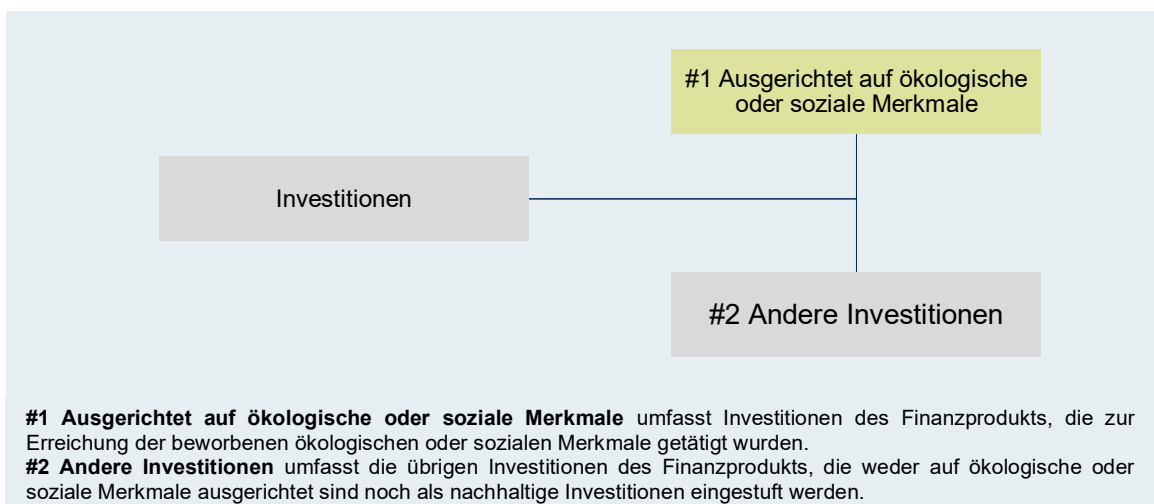 #1 Ausgerichtet auf ökologische
oder soziale Merkmale
Investitionen
#2 Andere Investitionen
#1 Ausgerichtet auf ökologische oder soziale Merkmale umfasst Investitionen des Finanzprodukts, die zur
Erreichung der beworbenen ökologischen oder sozialen Merkmale getätigt wurden.
#2 Andere Investitionen umfasst die übrigen Investitionen des Finanzprodukts, die weder auf ökologische oder
soziale Merkmale ausgerichtet sind noch als nachhaltige Investitionen eingestuft werden.